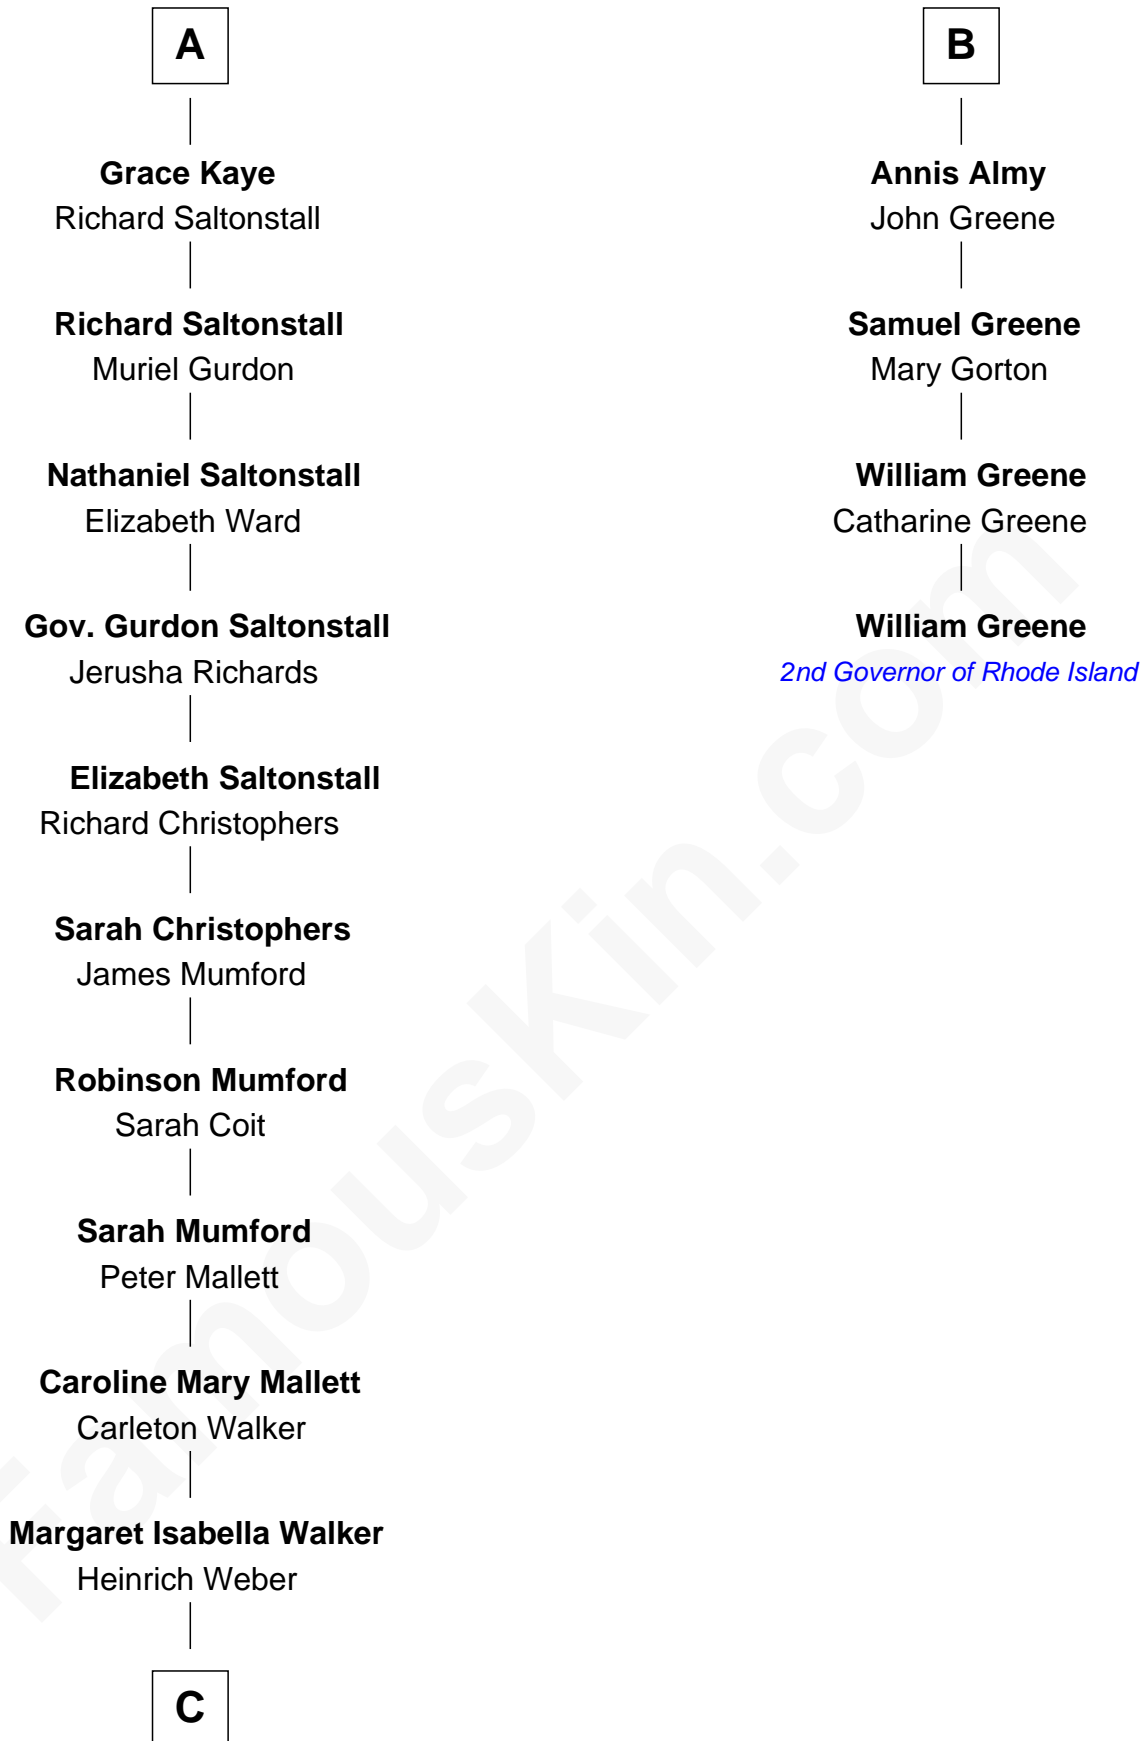 A
Grace Kaye
Richard Saltonstall
Richard Saltonstall
Muriel Gurdon
Nathaniel Saltonstall
Elizabeth Ward
Gov. Gurdon Saltonstall
Jerusha Richards
Elizabeth Saltonstall
Richard Christophers
Sarah Christophers
James Mumford
Robinson Mumford
Sarah Coit
Sarah Mumford
Peter Mallett
Caroline Mary Mallett
Carleton Walker
Margaret Isabella Walker
Heinrich Weber
C
B
Annis Almy
John Greene
Samuel Greene
Mary Gorton
William Greene
Catharine Greene
William Greene
2nd Governor of Rhode Island
FamousKin.com